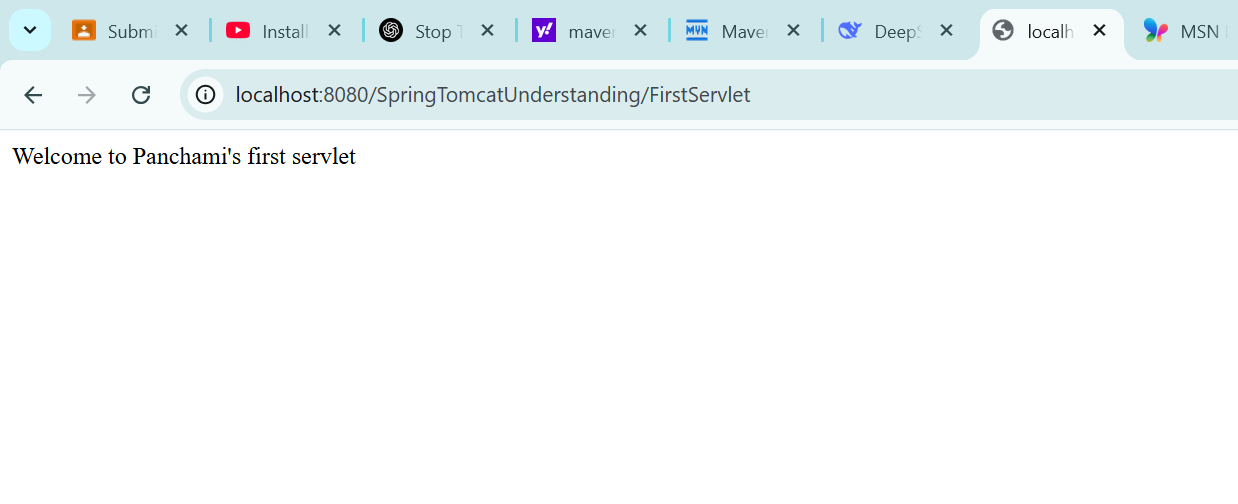 Submi Install Stop T maven Maven DeepS localh MSN
localhost:8080/SpringTomcatUnderstanding/FirstServlet
Welcome to Panchami's first servlet